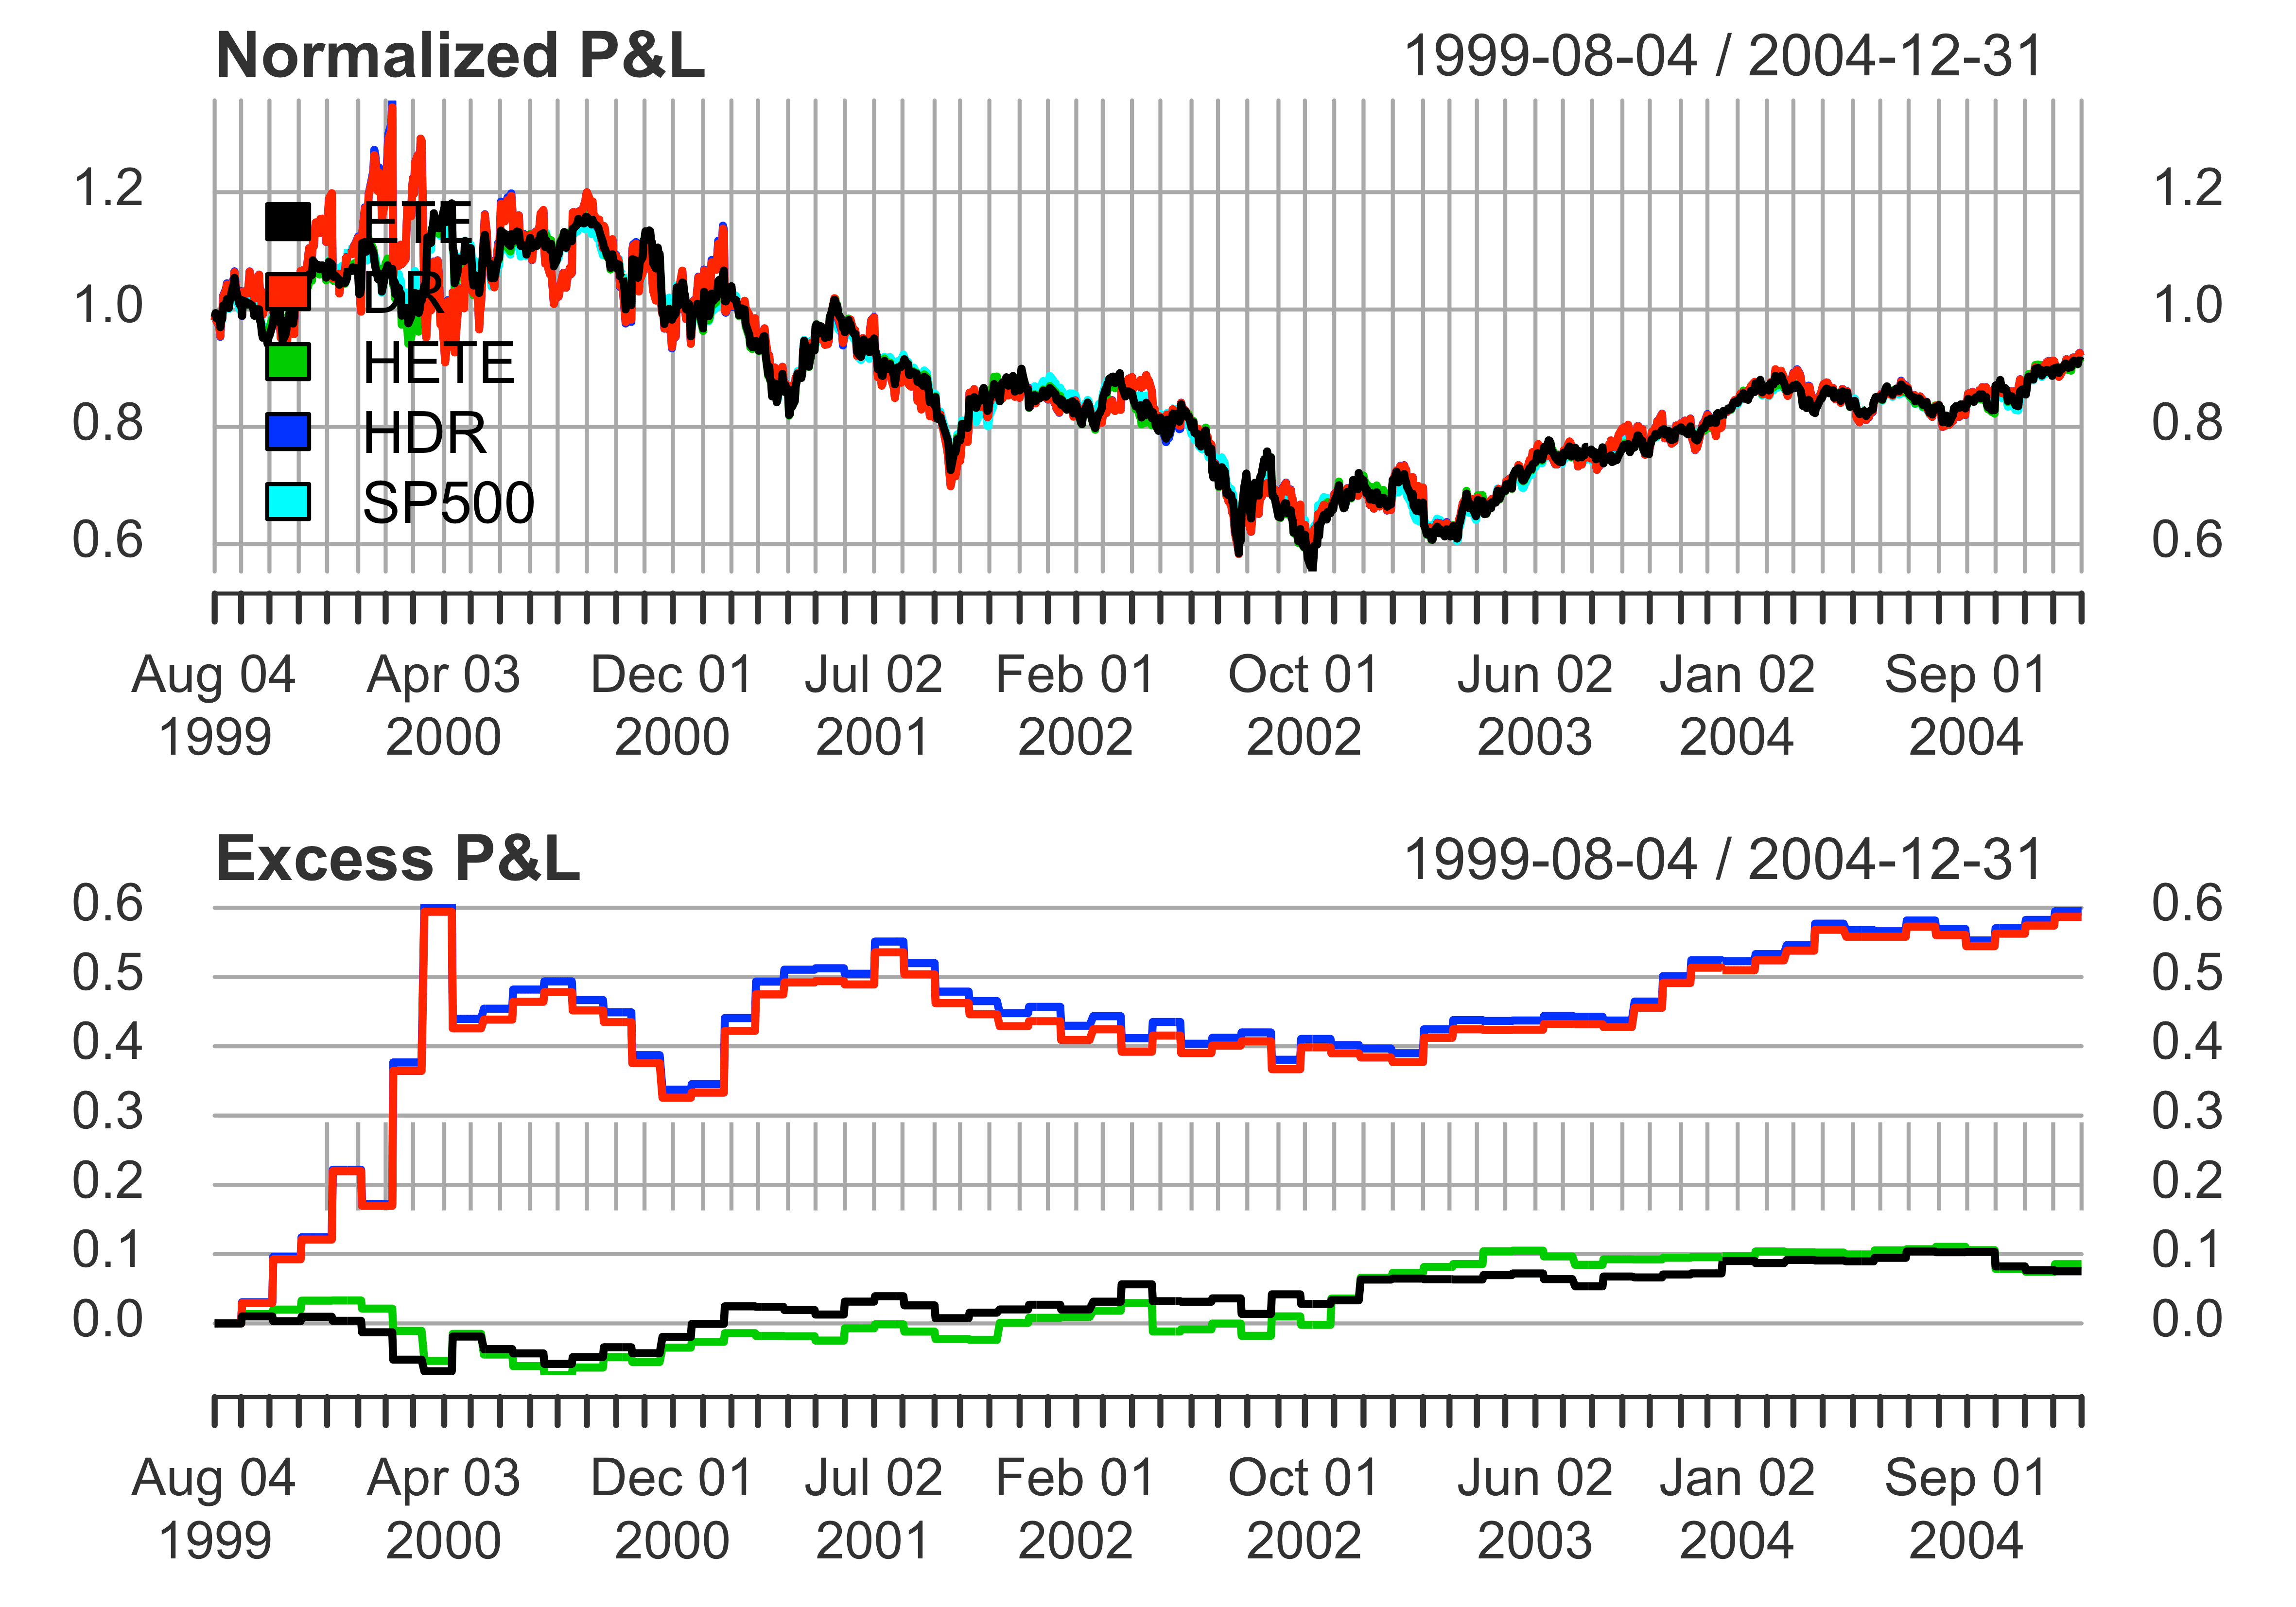 Normalized P&L 1999-08-04 / 2004-12-31
1.2 1.2
1.0 1.0
0.8 0.8
0.6 0.6
ETE
DR
HETE
HDR
SP500
Aug 04 Apr 03 Dec 01 Jul 02 Feb 01 Oct 01 Jun 02 Jan 02 Sep 01
1999 2000 2000 2001 2002 2002 2003 2004 2004
Excess P&L 1999-08-04 / 2004-12-31
0.6 0.6
0.5 0.5
0.4 0.4
0.3 0.3
0.2 0.2
0.1 0.1
0.0 0.0
Aug 04 Apr 03 Dec 01 Jul 02 Feb 01 Oct 01 Jun 02 Jan 02 Sep 01
1999 2000 2000 2001 2002 2002 2003 2004 2004